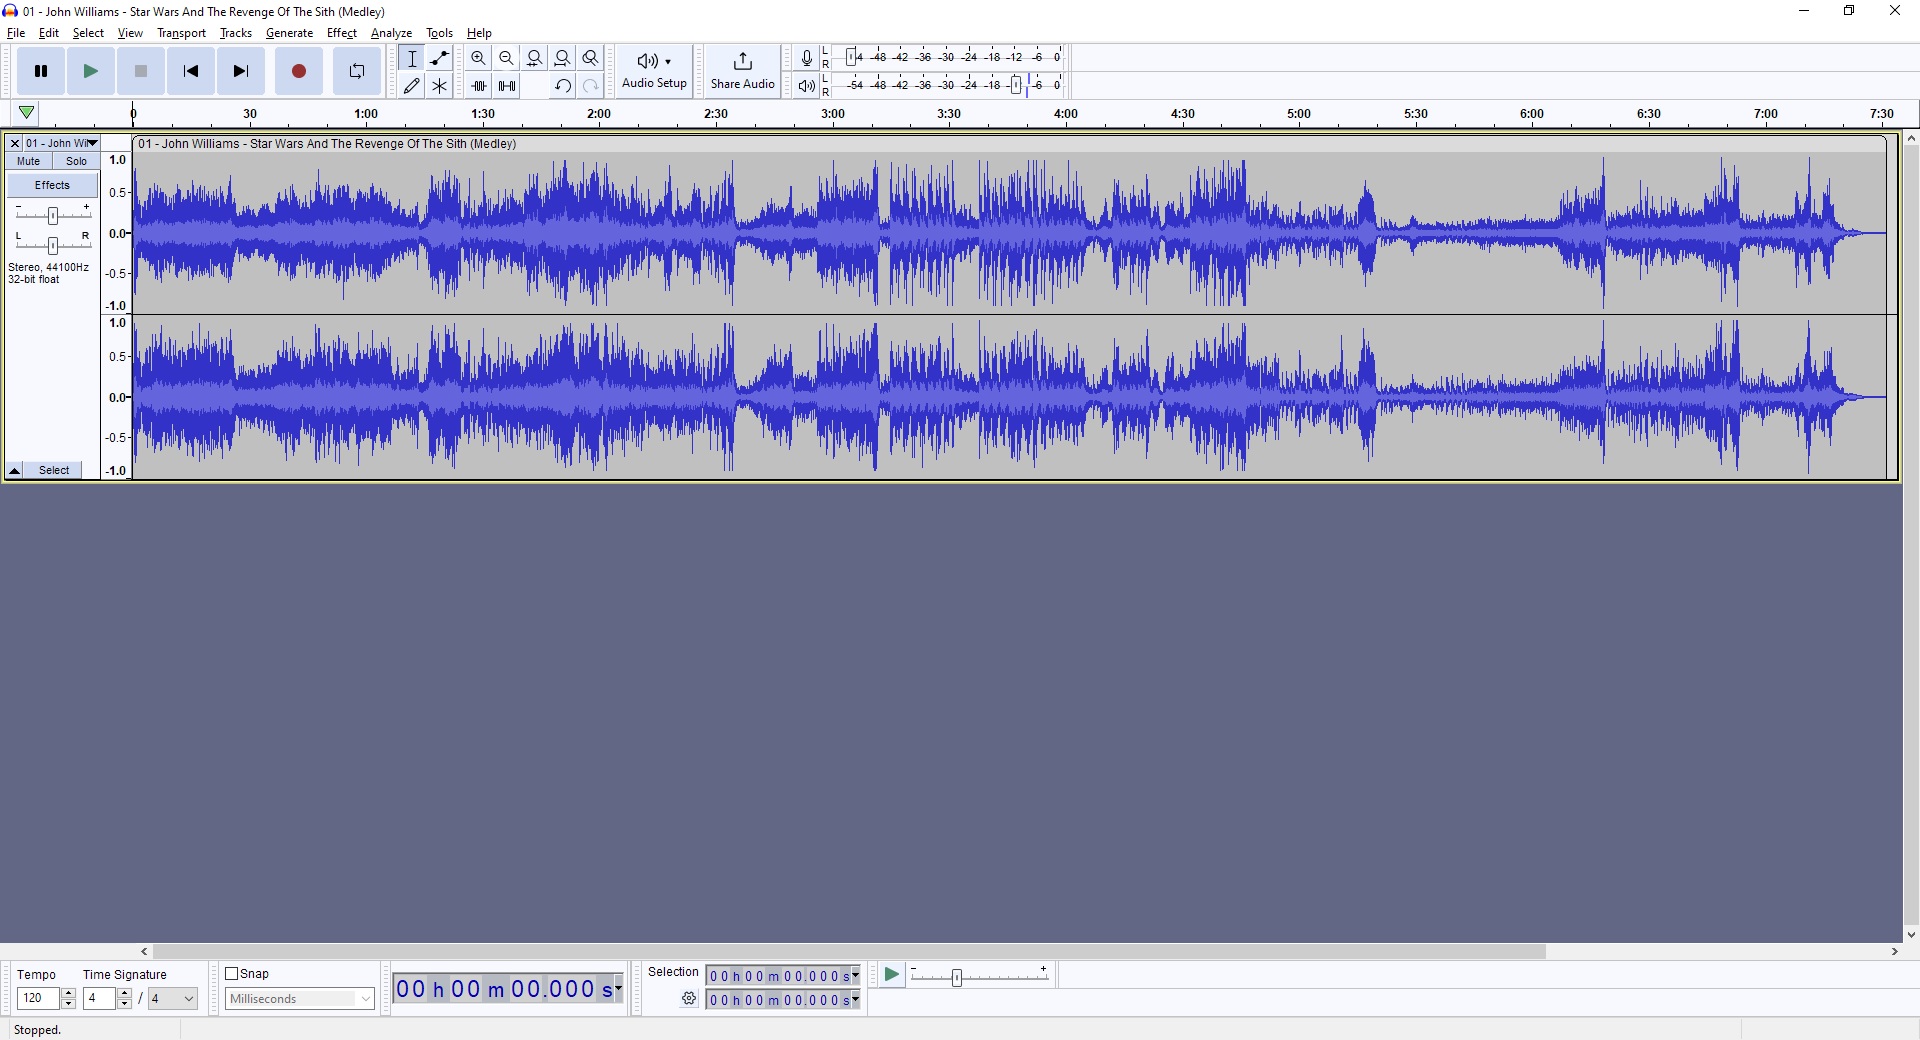 01 - John Williams - Star Wars And The Revenge Of The Sith (Medley)
File Edit Select View Transport Tracks Generate Effect Analyze Tools Help
Audio Setup
Share Audio
L
R
-48 -42 -36 -30 -24 -18 -12 -6 0
L
R
-54 -48 -42 -36 -30 -24 -18 -6 0
0 30 1:00 1:30 2:00 2:30 3:00 3:30 4:00 4:30 5:00 5:30 6:00 6:30 7:00 7:30
01 - John Wil
01 - John Williams - Star Wars And The Revenge Of The Sith (Medley)
Mute Solo
Effects
- +
L R
Stereo, 44100Hz
32-bit float
Select
1.0
0.5
0.0
-0.5
-1.0
1.0
0.5
0.0
-0.5
-1.0
Tempo
120
Time Signature
4 / 4
Snap
Milliseconds
00 h 00 m 00.000 s
Selection
00 h 00 m 00.000 s
00 h 00 m 00.000 s
- +
Stopped.